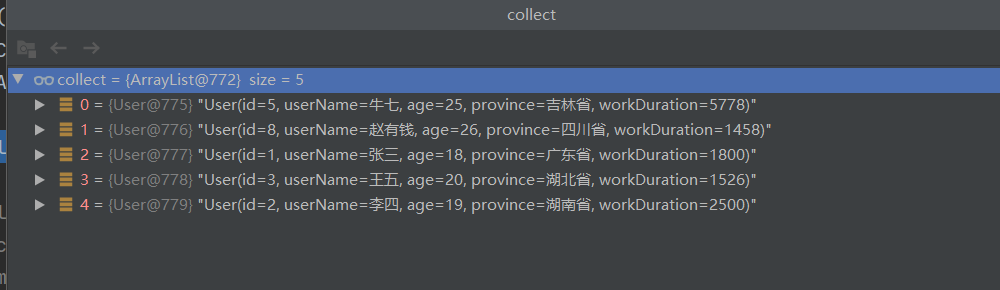 collect
collect = {ArrayList@772} size = 5
0 = {User@775} "User(id=5, userName=牛七, age=25, province=吉林省, workDuration=5778)"
1 = {User@776} "User(id=8, userName=赵有钱, age=26, province=四川省, workDuration=1458)"
2 = {User@777} "User(id=1, userName=张三, age=18, province=广东省, workDuration=1800)"
3 = {User@778} "User(id=3, userName=王五, age=20, province=湖北省, workDuration=1526)"
4 = {User@779} "User(id=2, userName=李四, age=19, province=湖南省, workDuration=2500)"